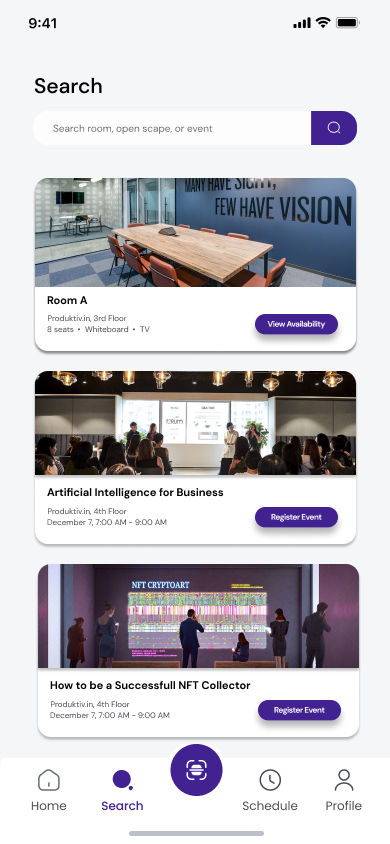 9:41
Search
Search room, open scape, or event
MANY HAVE SIGHT,
FEW HAVE VISION
Room A
Produktiv.in, 3rd Floor
8 seats • Whiteboard • TV
View Availability
Artificial Intelligence for Business
Produktiv.in, 4th Floor
December 7, 7:00 AM - 9:00 AM
Register Event
NFT CRYPTOART
How to be a Successfull NFT Collector
Produktiv.in, 4th Floor
December 7, 7:00 AM - 9:00 AM
Register Event
Home
Search
Schedule
Profile